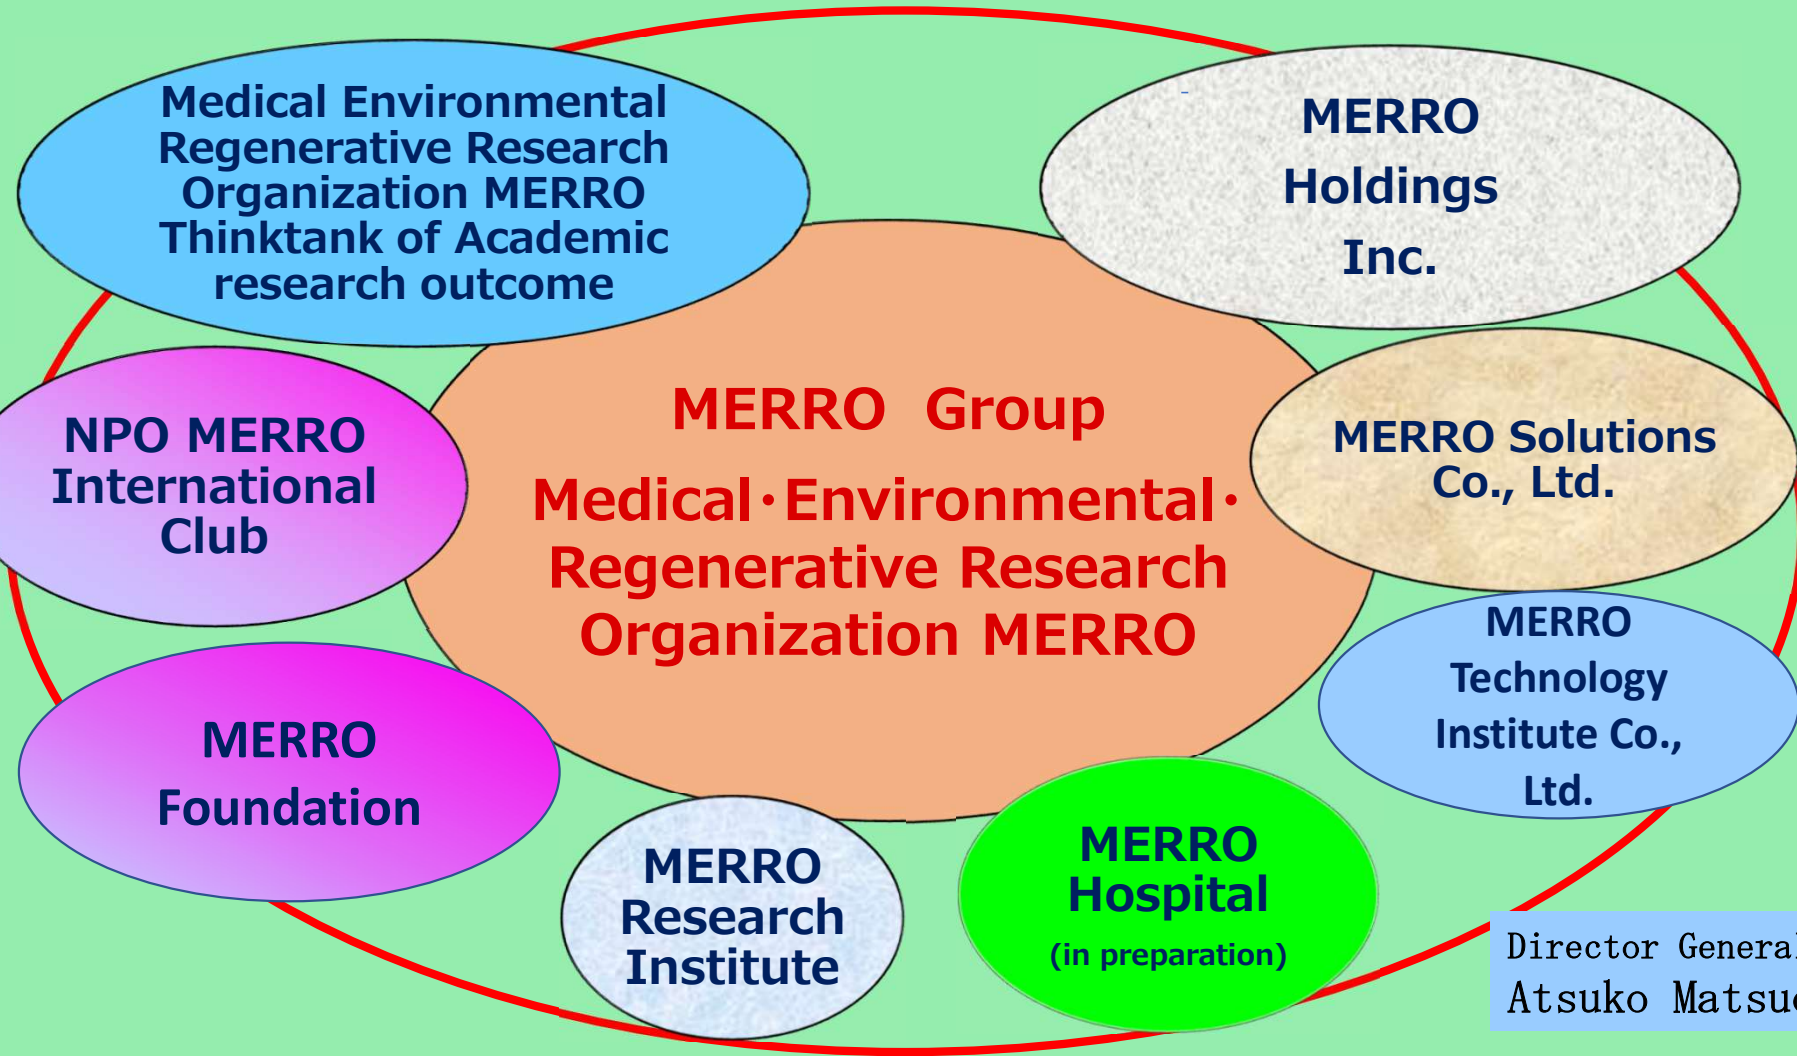 Medical Environmental
Regenerative Research
Organization MERRO
Thinktank of Academic
research outcome
MERRO
Holdings
Inc.
NPO MERRO
International
Club
MERRO Group
Medical・Environmental・
Regenerative Research
Organization MERRO
MERRO Solutions
Co., Ltd.
MERRO
Technology
Institute Co.,
Ltd.
MERRO
Foundation
MERRO
Research
Institute
MERRO
Hospital
(in preparation)
Director General
Atsuko